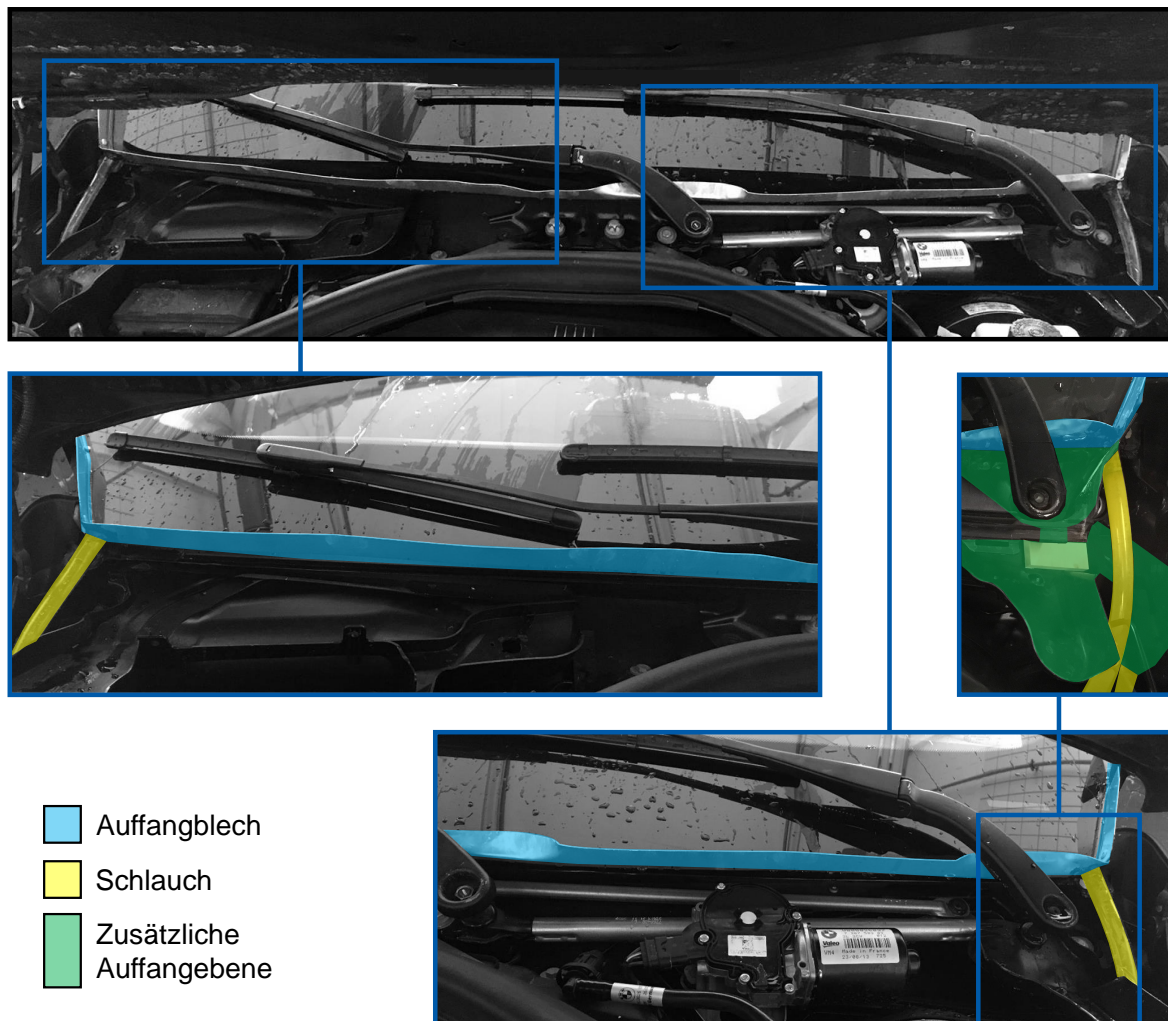 Valeo
Made in France
Auffangblech
Schlauch
Zusätzliche
Auffangebene